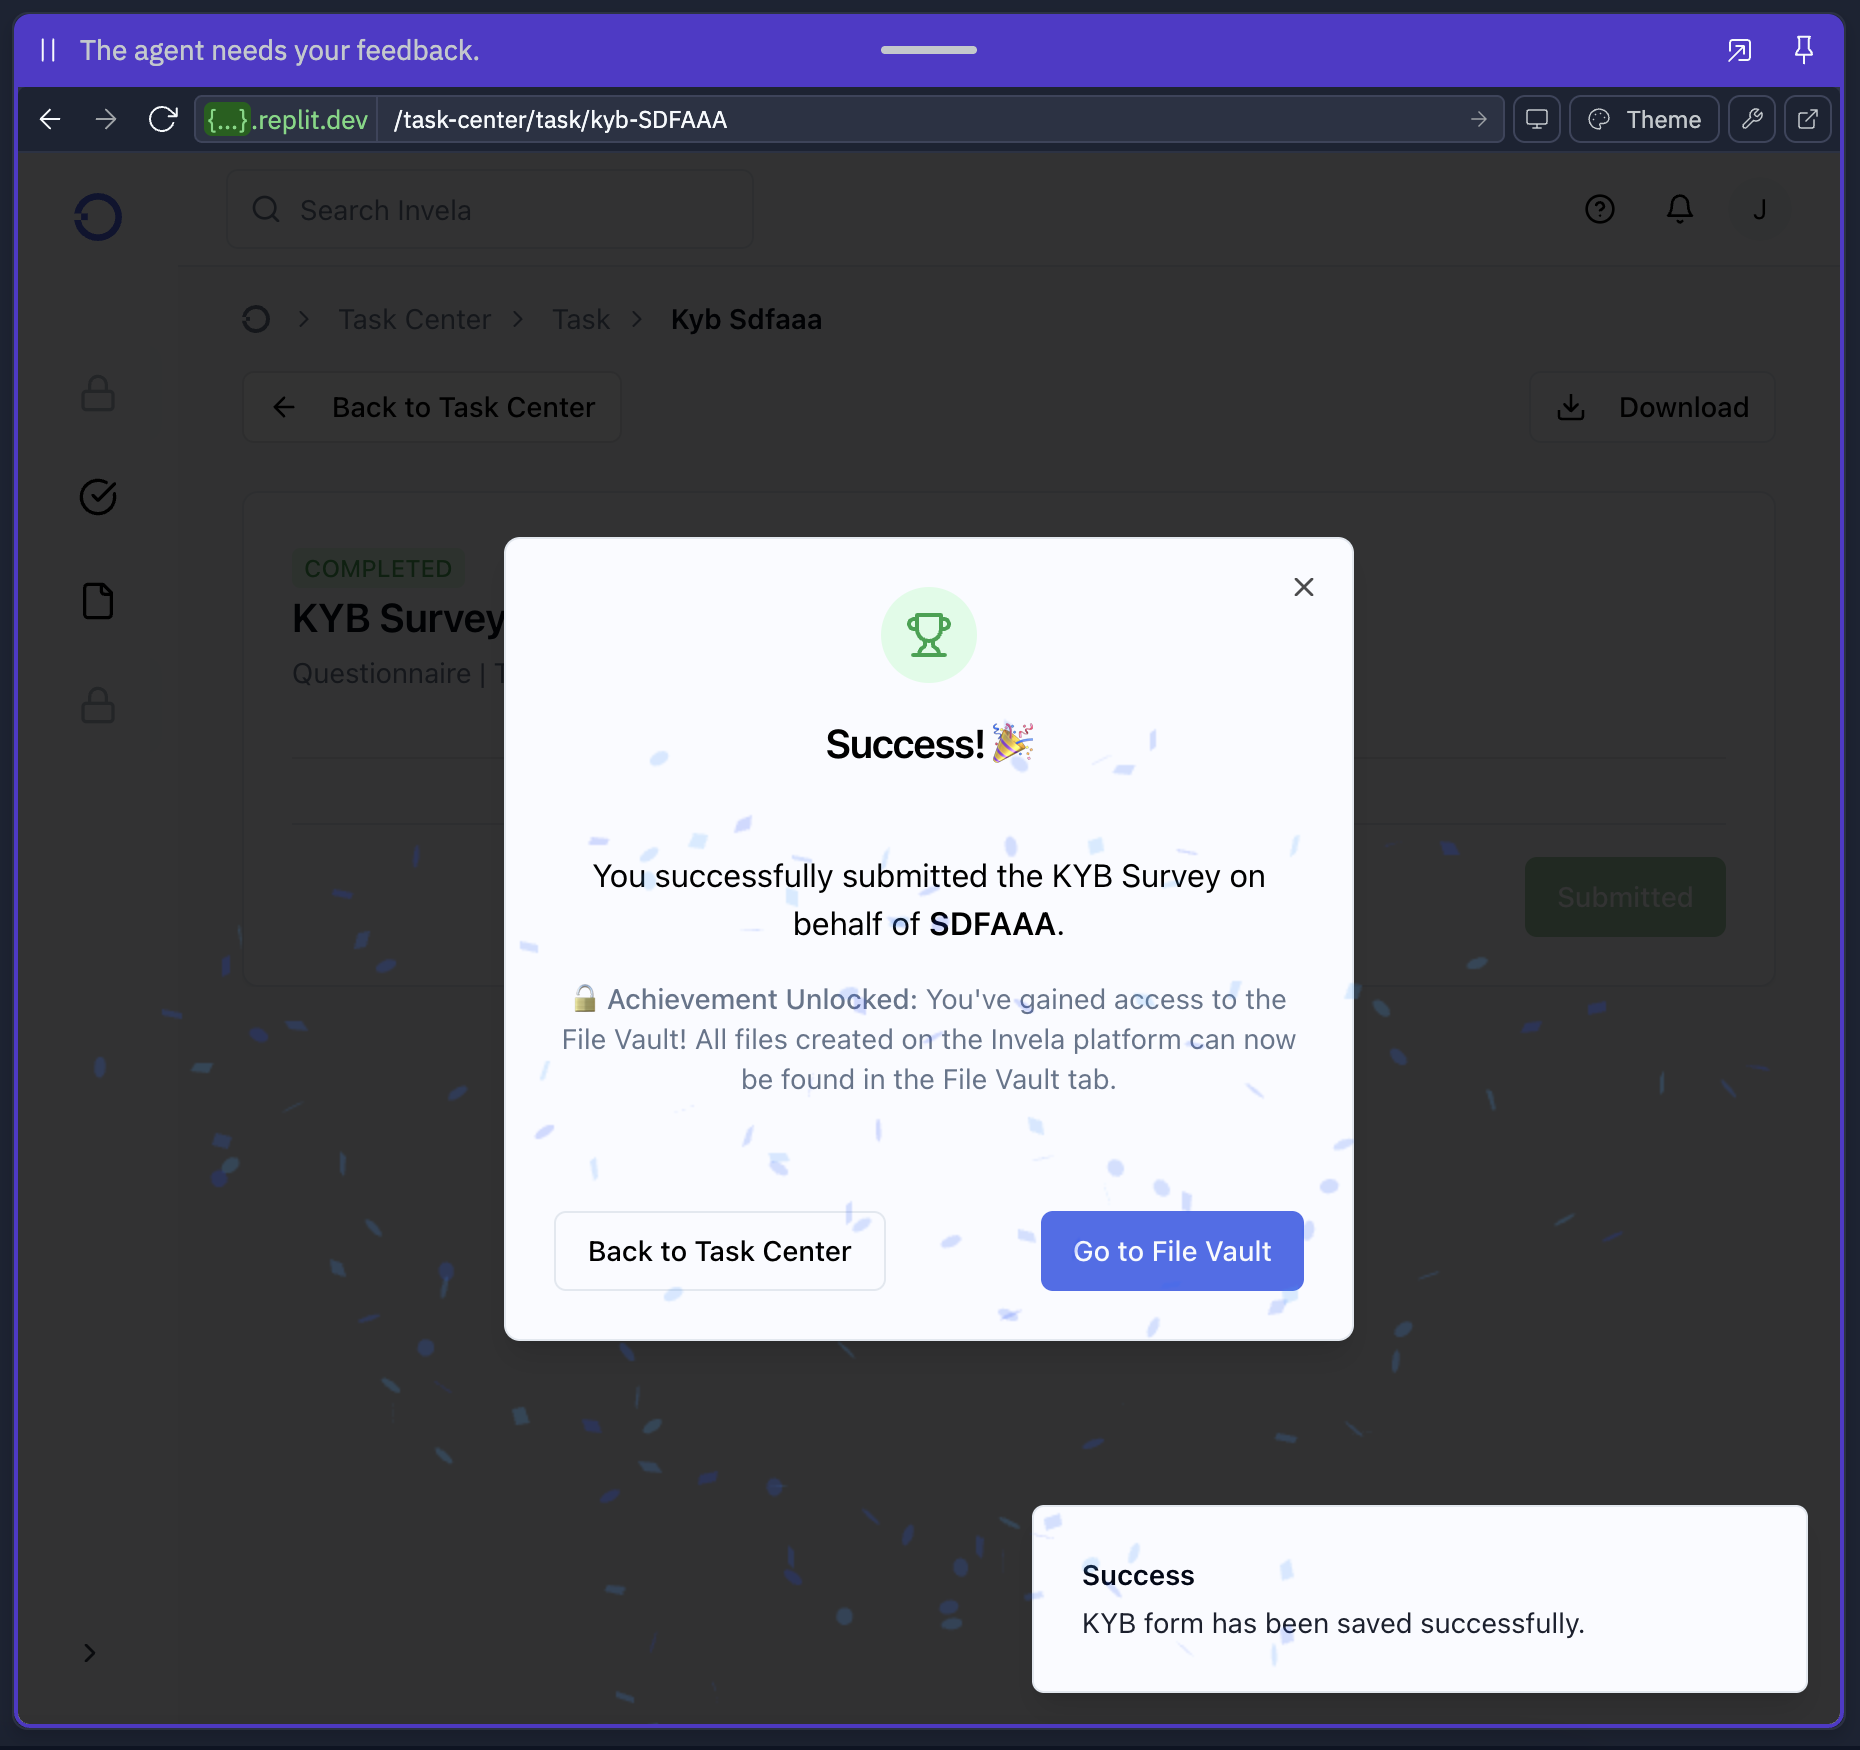 The agent needs your feedback.
{...}.replit.dev /task-center/task/kyb-SDFAAA
Theme
Search Invela
J
Task Center Task Kyb Sdfaaa
Back to Task Center
Download
COMPLETED
KYB Survey
Questionnaire |
Submitted
Success! 🎉
You successfully submitted the KYB Survey on
behalf of SDFAAA.
🔓 Achievement Unlocked: You've gained access to the
File Vault! All files created on the Invela platform can now
be found in the File Vault tab.
Back to Task Center
Go to File Vault
Success
KYB form has been saved successfully.